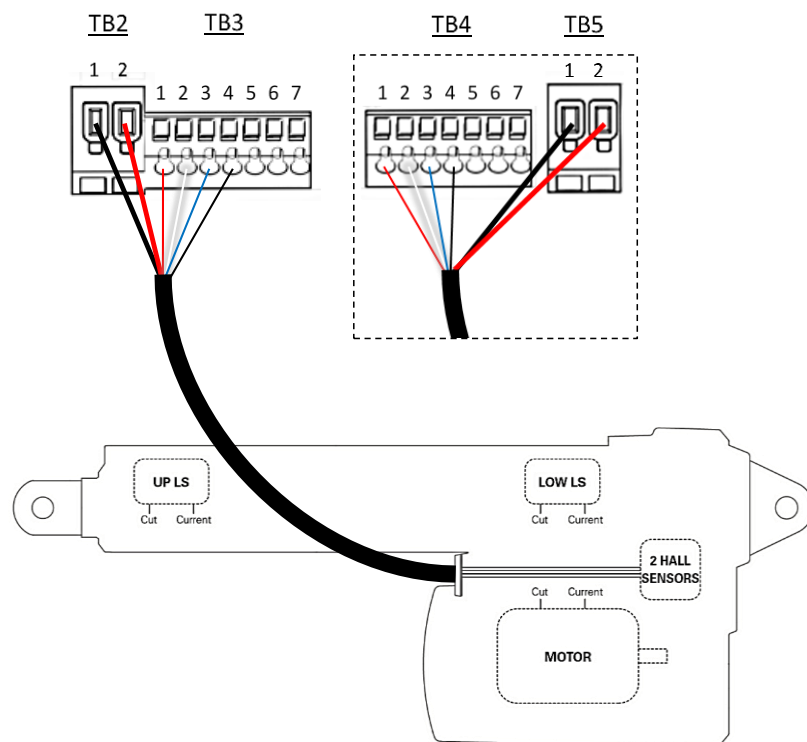 TB2 TB3 TB4 TB5
1 2 1 2 3 4 5 6 7
1 2 3 4 5 6 7 1 2
UP LS
Cut Current
LOW LS
Cut Current
2 HALL
SENSORS
Cut Current
MOTOR